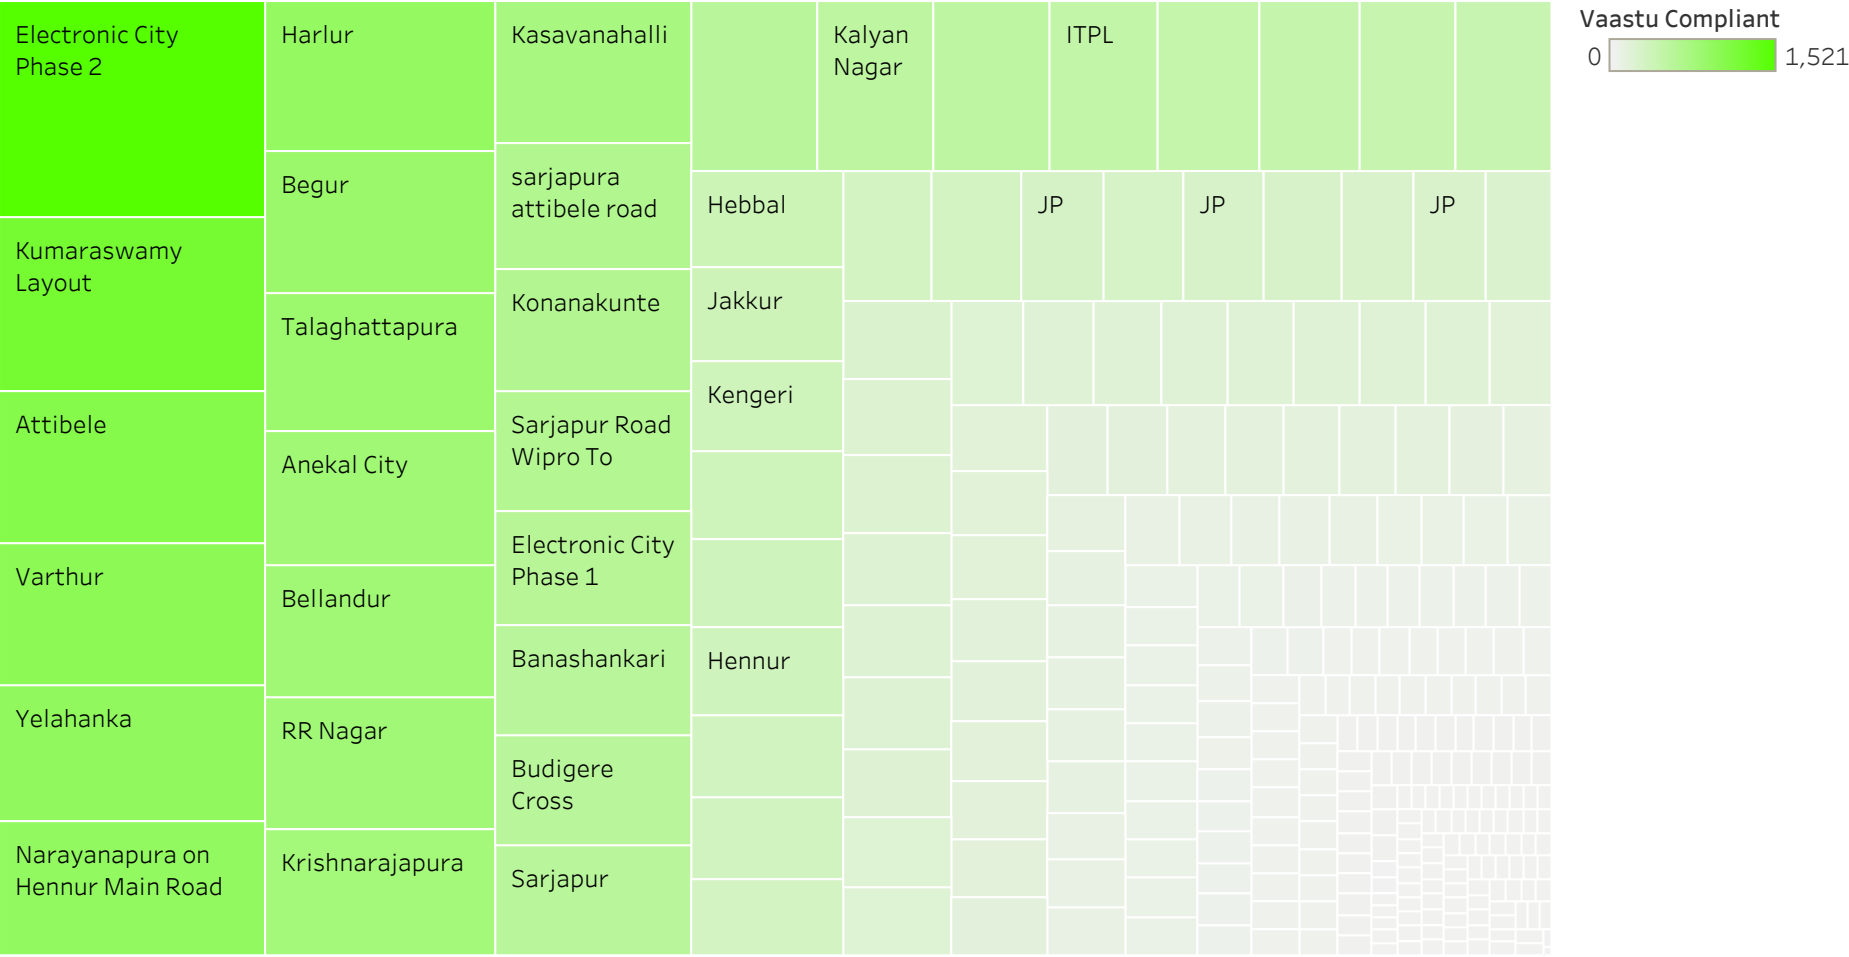 Electronic City
Phase 2
Kumaraswamy
Layout
Attibele
Varthur
Yelahanka
Narayanapura on
Hennur Main Road
Harlur
Begur
Talaghattapura
Anekal City
Bellandur
RR Nagar
Krishnarajapura
Kasavanahalli
sarjapura
attibele road
Konanakunte
Sarjapur Road
Wipro To
Electronic City
Phase 1
Banashankari
Budigere
Cross
Sarjapur
Kalyan
Nagar
ITPL
Hebbal
JP
JP
JP
Jakkur
Kengeri
Hennur
Vaastu Compliant
0 1,521